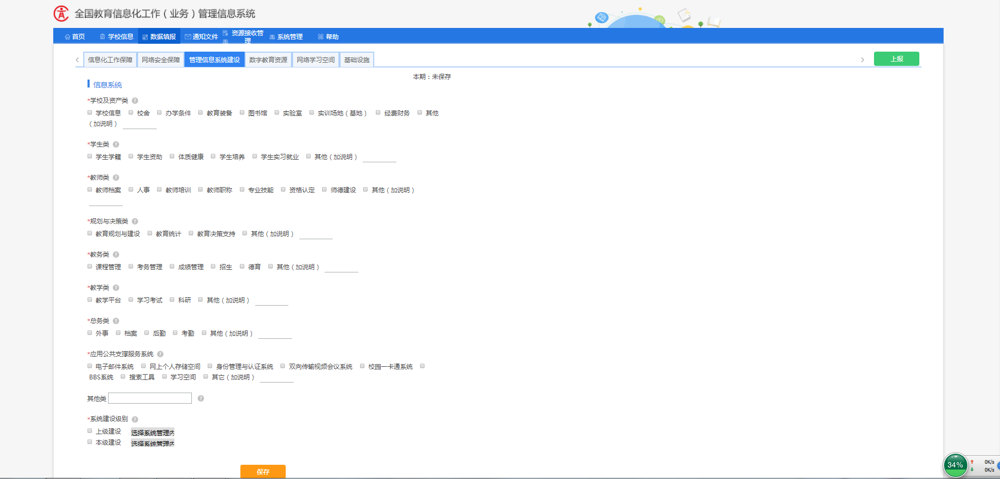 全国教育信息化工作（业务）管理信息系统
首页 学校信息 数据填报 通知文件 资源接收管理 系统管理 帮助
信息化工作保障 网络安全保障 管理信息系统建设 数字教育资源 网络学习空间 基础设施 上报
本期：未保存
信息系统
*学校及资产类
学校信息 校舍 办学条件 教育装备 图书馆 实验室 实训场地（基地） 经费财务 其他
（加说明）
*学生类
学生学籍 学生资助 体质健康 学生培养 学生实习就业 其他（加说明）
*教师类
教师档案 人事 教师培训 教师职称 专业技能 资格认定 师德建设 其他（加说明）
*规划与决策类
教育规划与建设 教育统计 教育决策支持 其他（加说明）
*教务类
课程管理 考务管理 成绩管理 招生 德育 其他（加说明）
*教学类
教学平台 学习考试 科研 其他（加说明）
*总务类
外事 档案 后勤 考勤 其他（加说明）
*应用公共支撑服务系统
电子邮件系统 网上个人存储空间 身份管理与认证系统 双向传输视频会议系统 校园一卡通系统
BBS系统 搜索工具 学习空间 其它（加说明）
其他类
*系统建设级别
上级建设 选择系统管理内
本级建设 选择系统管理内
保存
34% 0K/s
0K/s